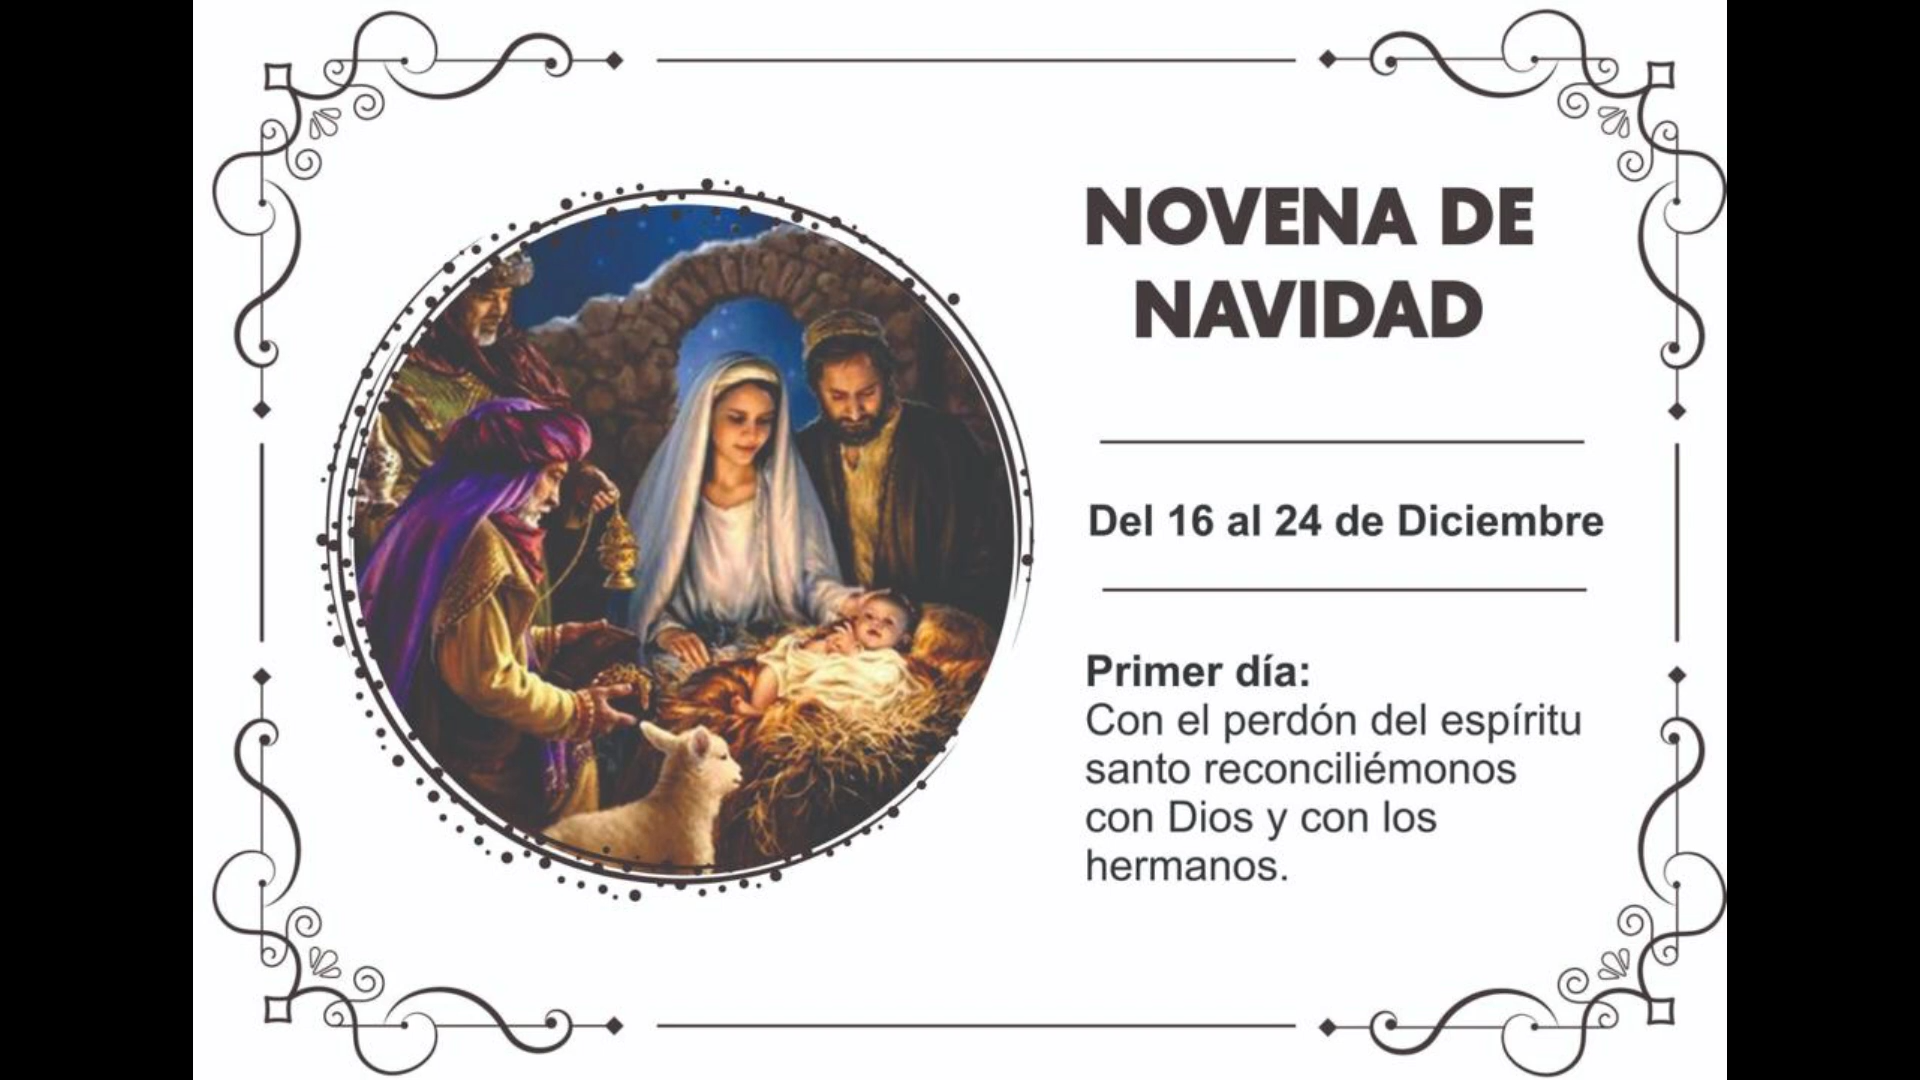 NOVENA DE
NAVIDAD
Del 16 al 24 de Diciembre
Primer día:
Con el perdón del espíritu
santo reconciliémonos
con Dios y con los
hermanos.